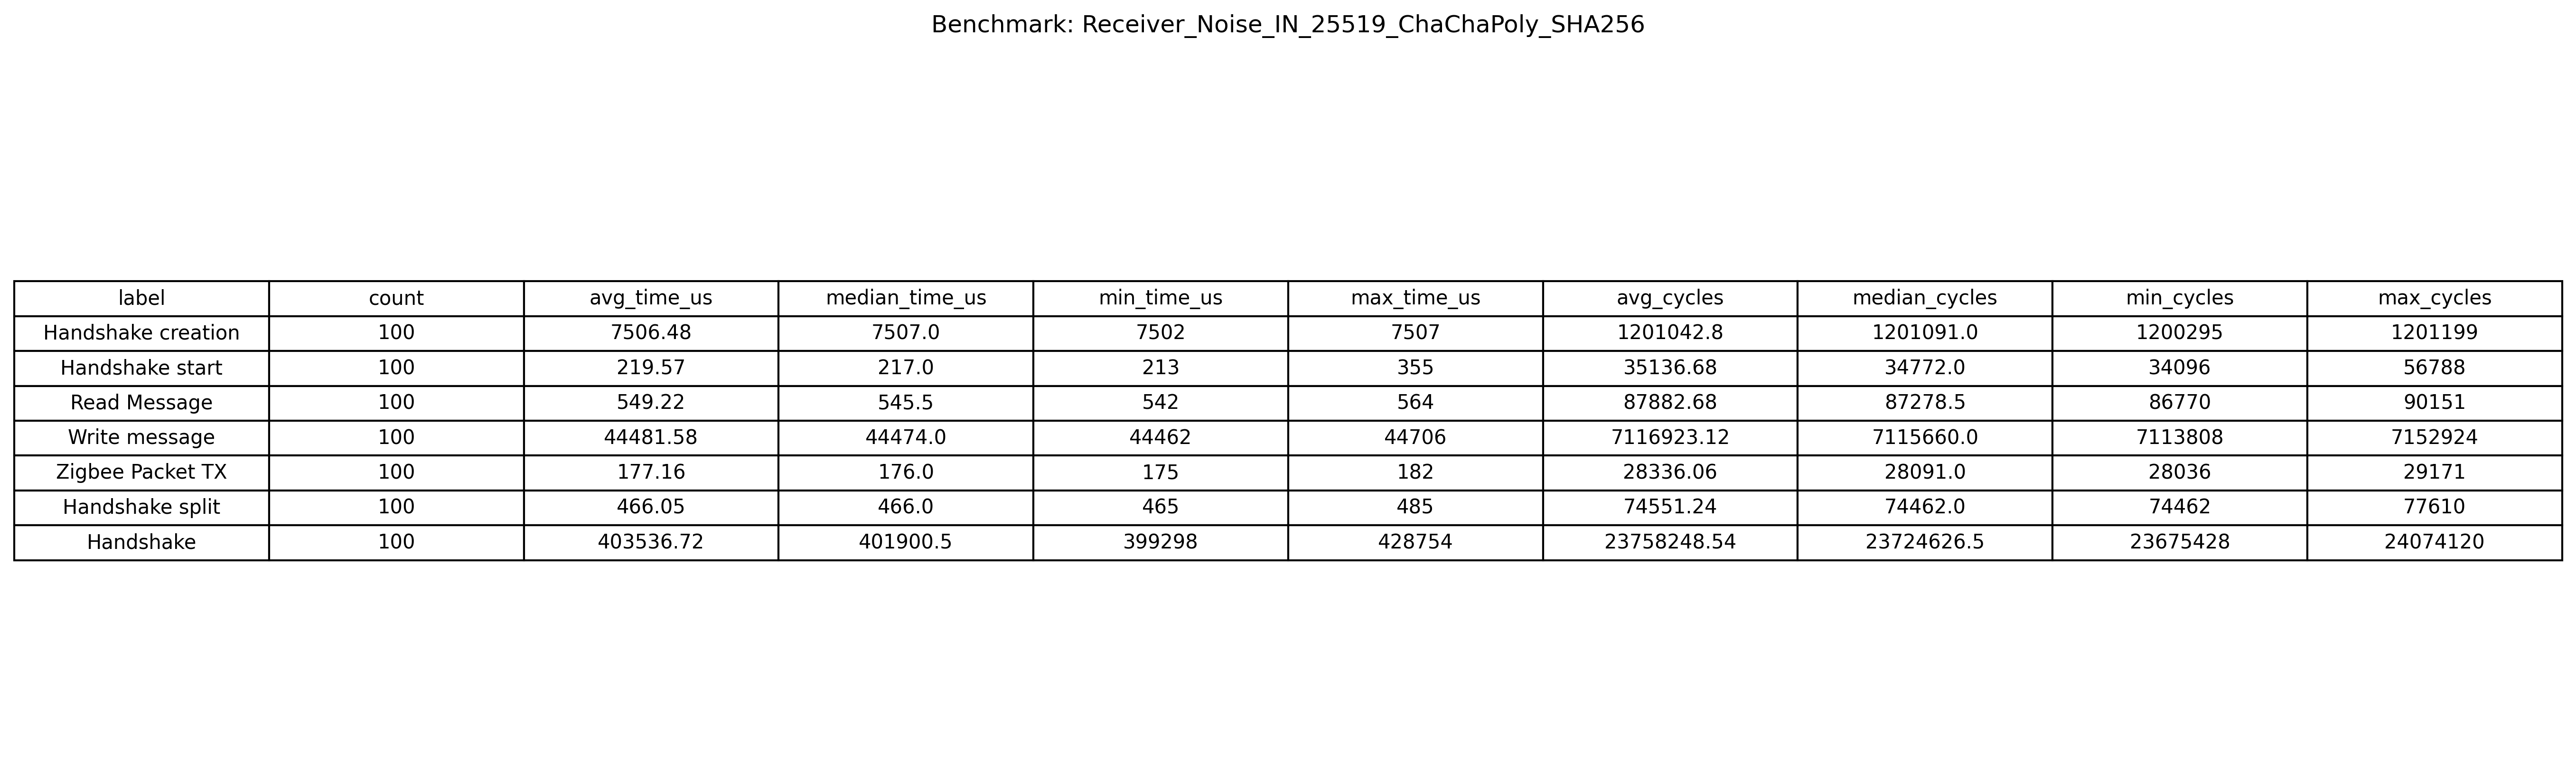 Benchmark: Receiver_Noise_IN_25519_ChaChaPoly_SHA256
label count avg_time_us median_time_us min_time_us max_time_us avg_cycles median_cycles min_cycles max_cycles
Handshake creation 100 7506.48 7507.0 7502 7507 1201042.8 1201091.0 1200295 1201199
Handshake start 100 219.57 217.0 213 355 35136.68 34772.0 34096 56788
Read Message 100 549.22 545.5 542 564 87882.68 87278.5 86770 90151
Write message 100 44481.58 44474.0 44462 44706 7116923.12 7115660.0 7113808 7152924
Zigbee Packet TX 100 177.16 176.0 175 182 28336.06 28091.0 28036 29171
Handshake split 100 466.05 466.0 465 485 74551.24 74462.0 74462 77610
Handshake 100 403536.72 401900.5 399298 428754 23758248.54 23724626.5 23675428 24074120